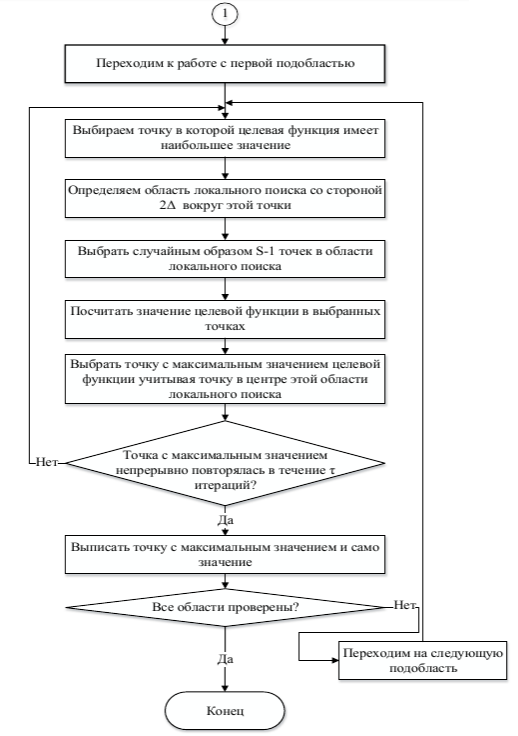 1
Переходим к работе с первой подобластью
Выбираем точку в которой целевая функция имеет
наибольшее значение
Определяем область локального поиска со стороной
2Δ вокруг этой точки
Выбрать случайным образом S-1 точек в области
локального поиска
Посчитать значение целевой функции в выбранных
точках
Выбрать точку с максимальным значением целевой
функции учитывая точку в центре этой области
локального поиска
Нет
Точка с максимальным значением
непрерывно повторялась в течение τ
итераций?
Да
Выписать точку с максимальным значением и само
значение
Все области проверены?
Нет
Переходим на следующую
подобласть
Да
Конец